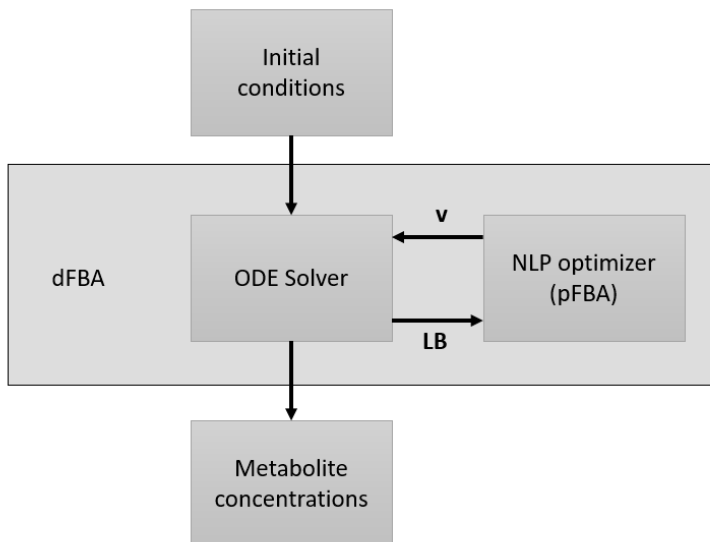 Initial
conditions
dFBA
ODE Solver
v
LB
NLP optimizer
(pFBA)
Metabolite
concentrations